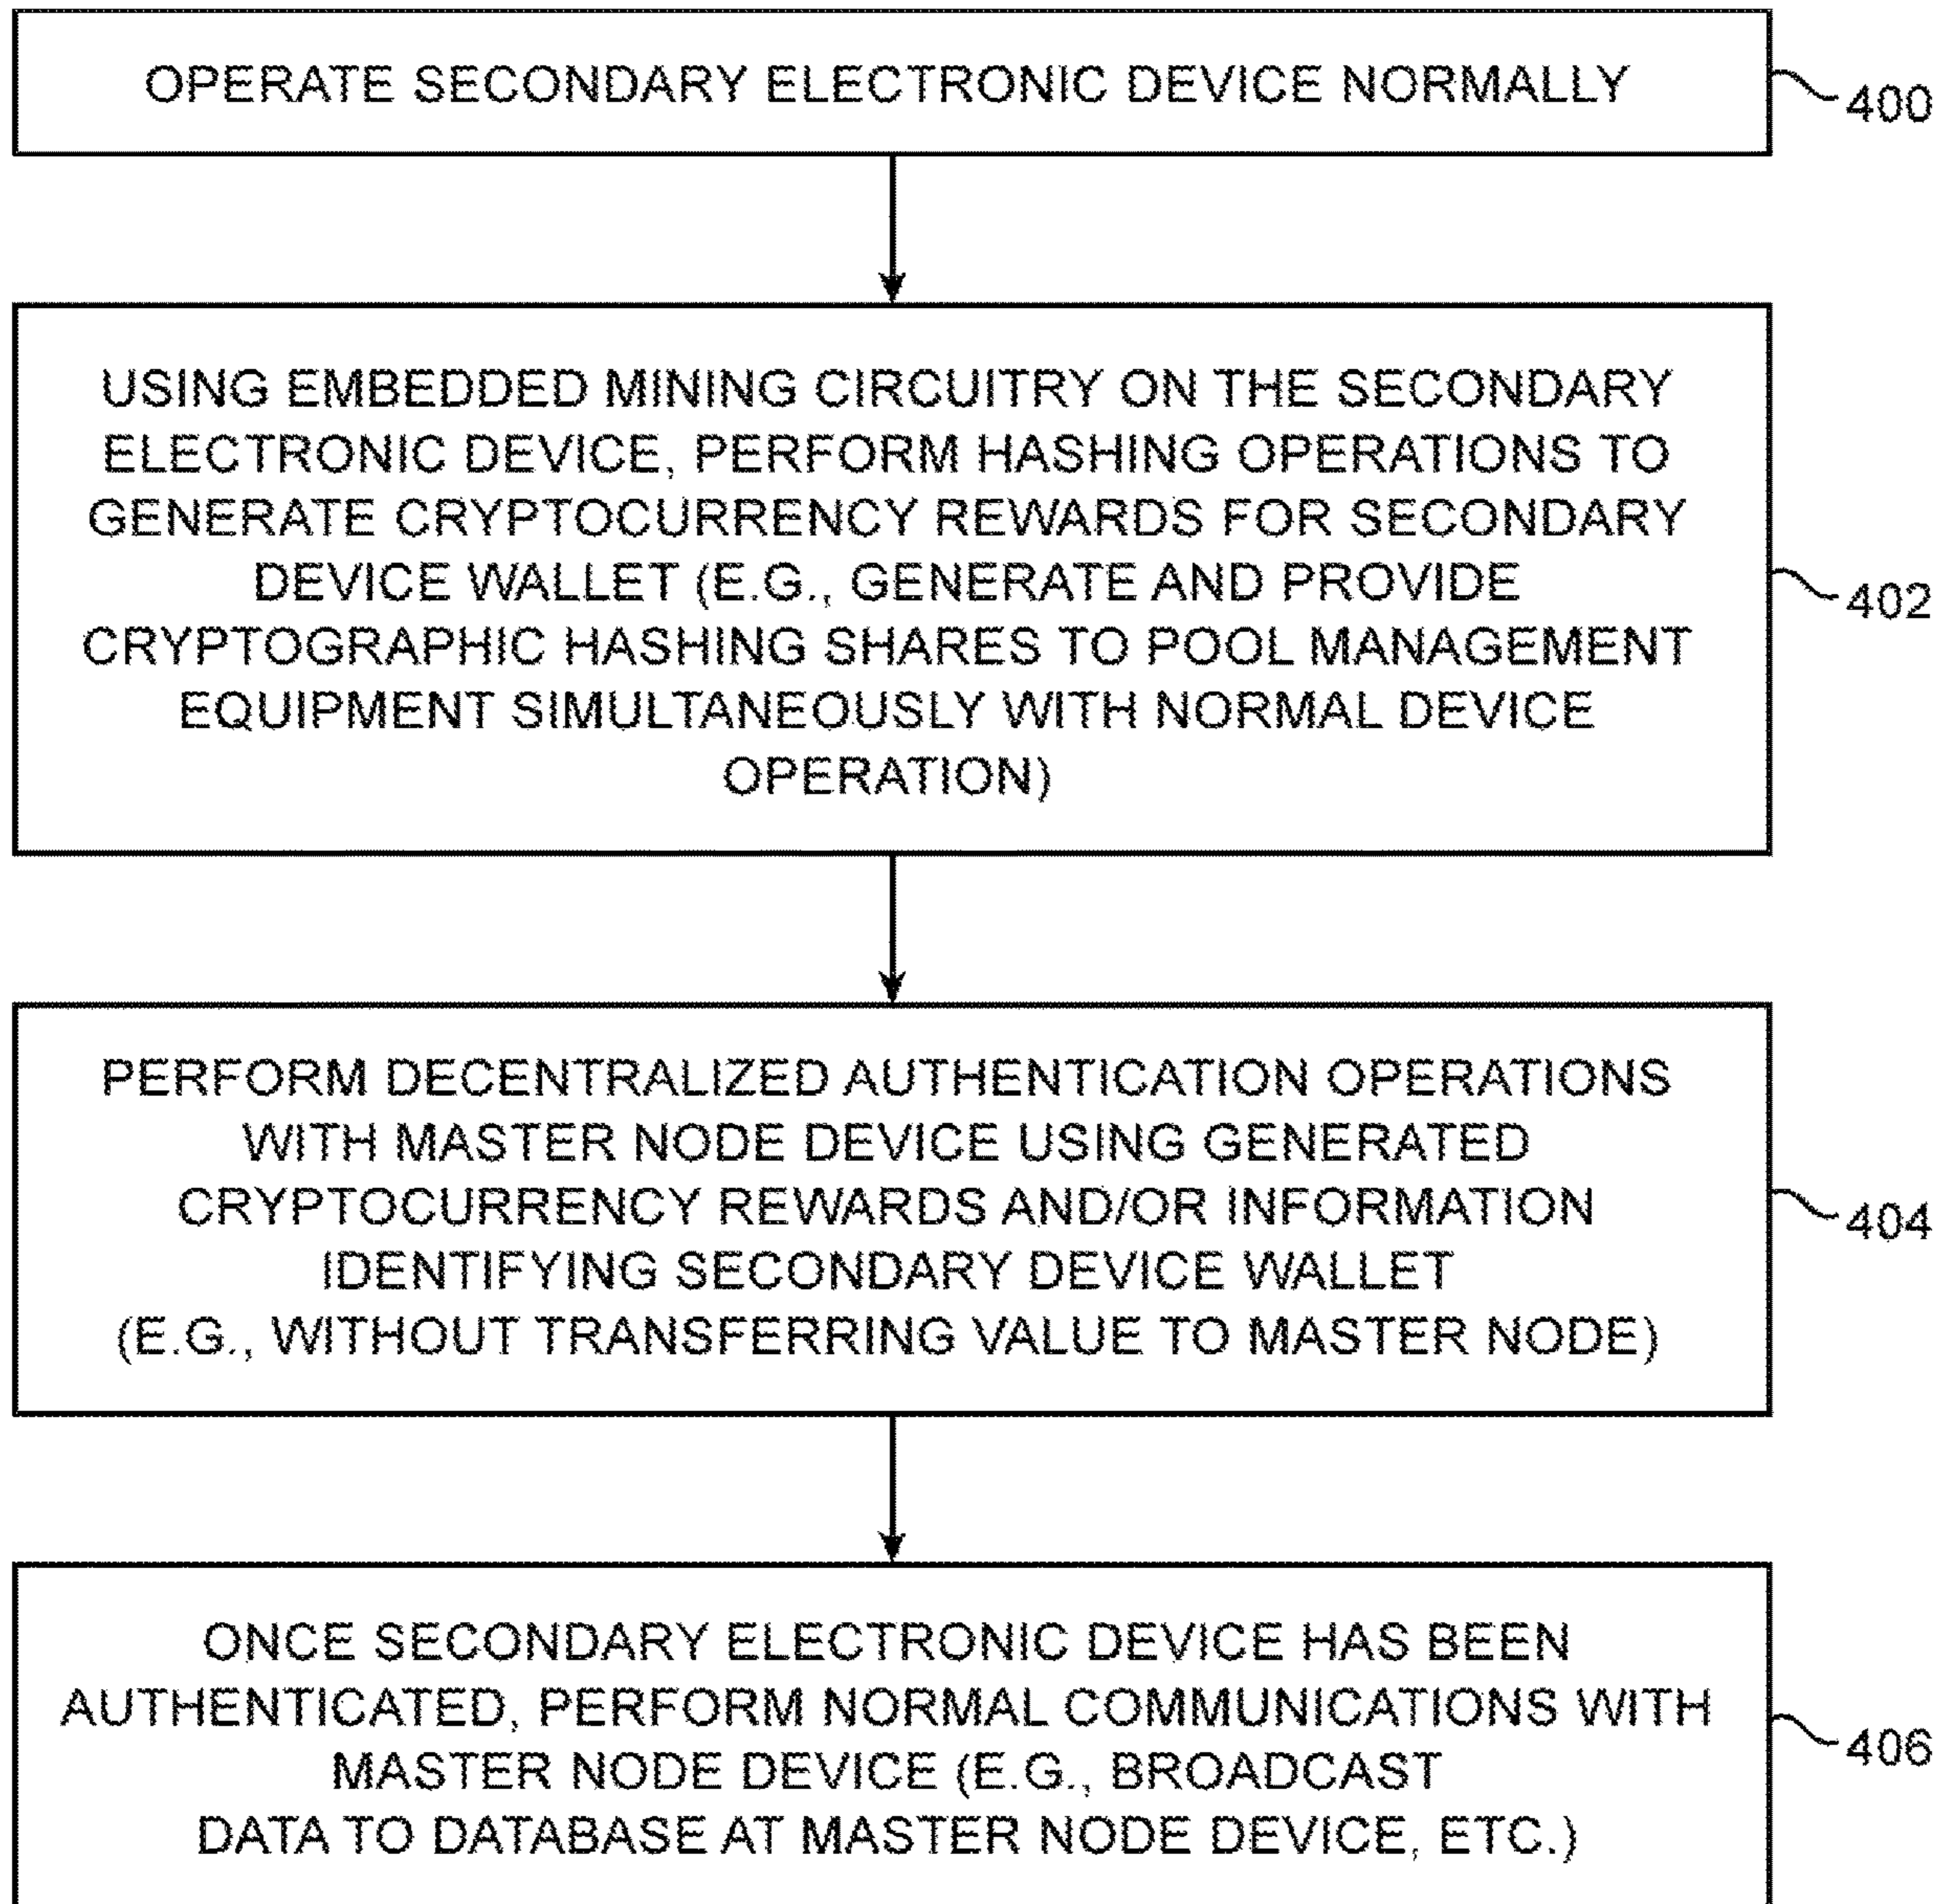 OPERATE SECONDARY ELECTRONIC DEVICE NORMALLY
400
USING EMBEDDED MINING CIRCUITRY ON THE SECONDARY
ELECTRONIC DEVICE, PERFORM HASHING OPERATIONS TO
GENERATE CRYPTOCURRENCY REWARDS FOR SECONDARY
DEVICE WALLET (E.G., GENERATE AND PROVIDE
CRYPTOGRAPHIC HASHING SHARES TO POOL MANAGEMENT
EQUIPMENT SIMULTANEOUSLY WITH NORMAL DEVICE
OPERATION)
402
PERFORM DECENTRALIZED AUTHENTICATION OPERATIONS
WITH MASTER NODE DEVICE USING GENERATED
CRYPTOCURRENCY REWARDS AND/OR INFORMATION
IDENTIFYING SECONDARY DEVICE WALLET
(E.G., WITHOUT TRANSFERRING VALUE TO MASTER NODE)
404
ONCE SECONDARY ELECTRONIC DEVICE HAS BEEN
AUTHENTICATED, PERFORM NORMAL COMMUNICATIONS WITH
MASTER NODE DEVICE (E.G., BROADCAST
DATA TO DATABASE AT MASTER NODE DEVICE, ETC.)
406